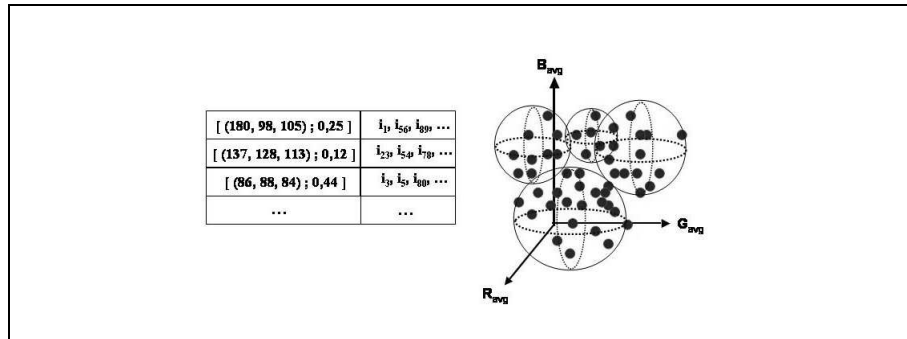 [ (180, 98, 105) ; 0,25 ] i1, i56, i89, ...
[ (137, 128, 113) ; 0,12 ] i23, i54, i78, ...
[ (86, 88, 84) ; 0,44 ] i3, i5, i80, ...
... ...
Bavg
Gavg
Ravg